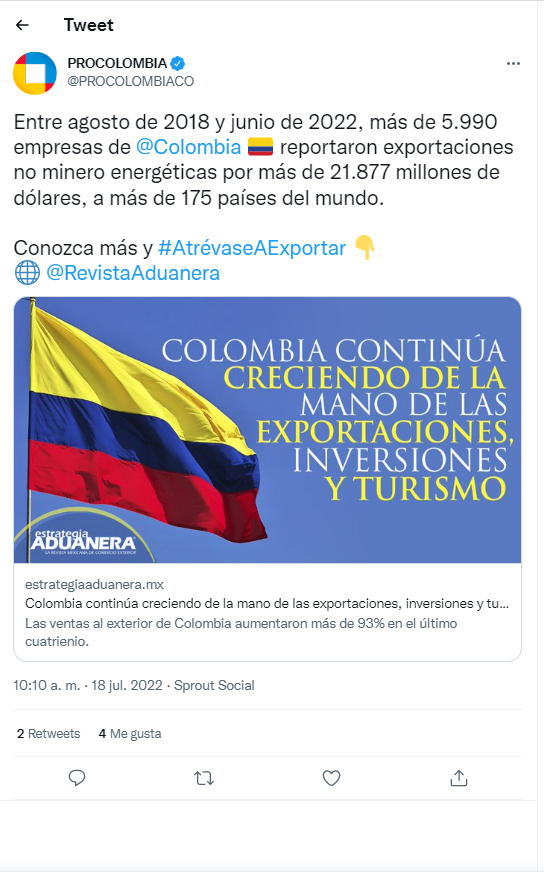 Tweet
PROCOLOMBIA
@PROCOLOMBIACO
Entre agosto de 2018 y junio de 2022, más de 5.990
empresas de @Colombia 🇨🇴 reportaron exportaciones
no minero energéticas por más de 21.877 millones de
dólares, a más de 175 países del mundo.
Conozca más y #AtrévaseAExportar 👇
🌐 @RevistaAduanera
COLOMBIA CONTINÚA
CRECIENDO DE LA
MANO DE LAS
EXPORTACIONES,
INVERSIONES
Y TURISMO
estrategia
ADUANERA
LA REVISTA MEXICANA DE COMERCIO EXTERIOR
estrategiaaduanera.mx
Colombia continúa creciendo de la mano de las exportaciones, inversiones y tu...
Las ventas al exterior de Colombia aumentaron más de 93% en el último
cuatrienio.
10:10 a. m. · 18 jul. 2022 · Sprout Social
2 Retweets 4 Me gusta